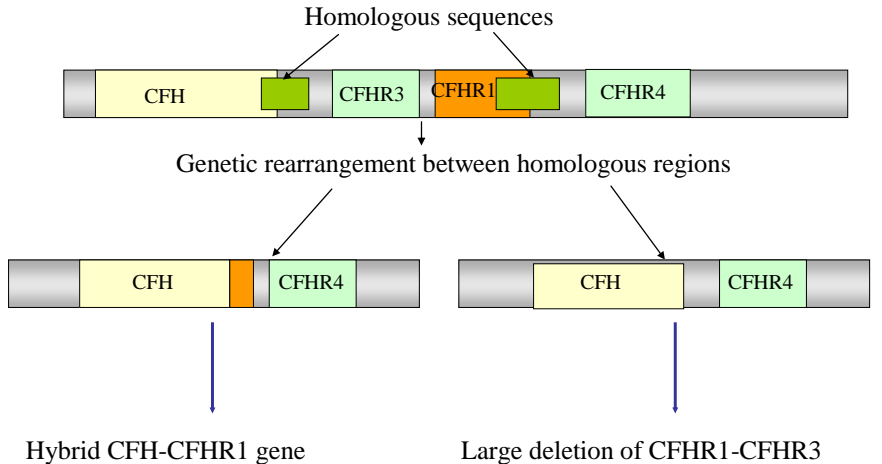 Homologous sequences
CFH CFHR3 CFHR1 CFHR4
Genetic rearrangement between homologous regions
CFH CFHR4 CFH CFHR4
Hybrid CFH-CFHR1 gene Large deletion of CFHR1-CFHR3